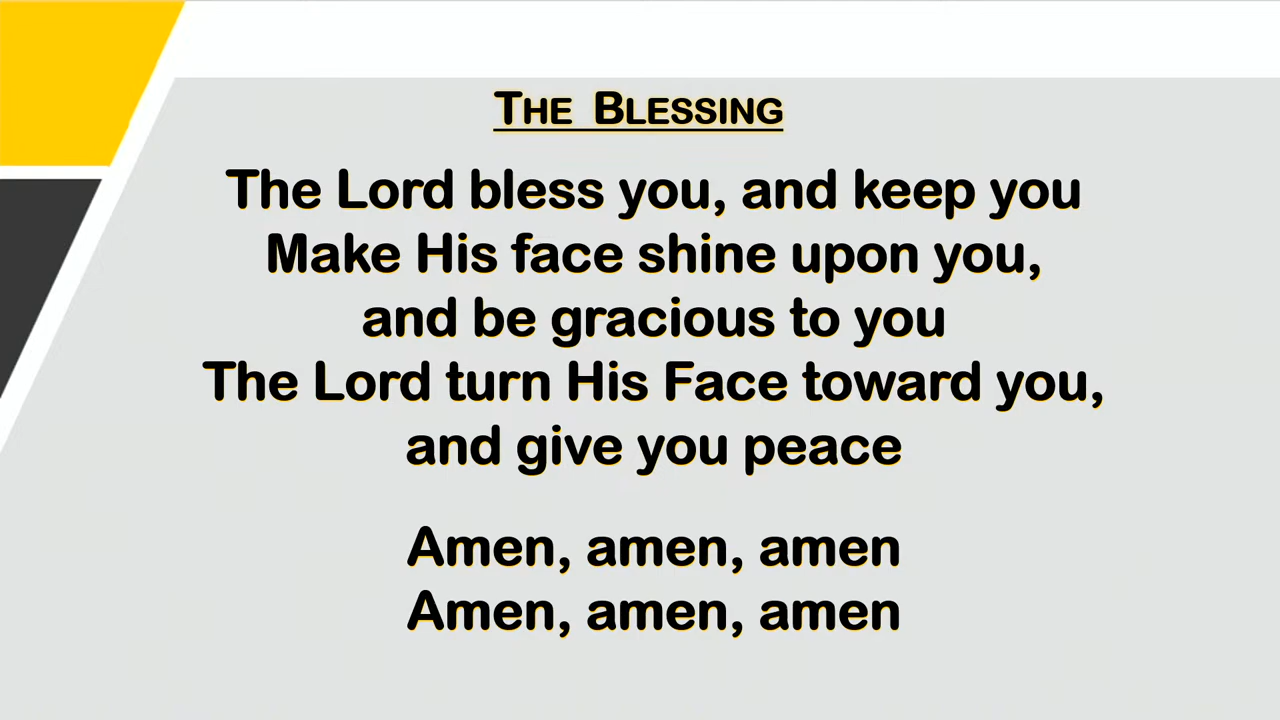 THE BLESSING
The Lord bless you, and keep you
Make His face shine upon you,
and be gracious to you
The Lord turn His Face toward you,
and give you peace
Amen, amen, amen
Amen, amen, amen